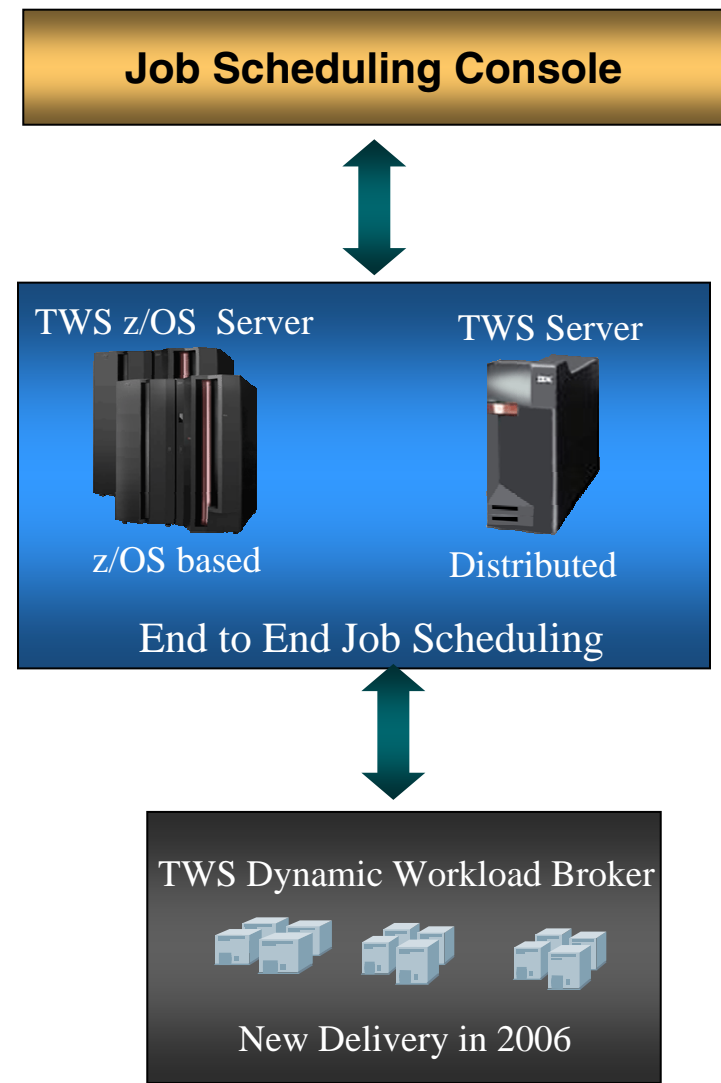 Job Scheduling Console
TWS z/OS Server
TWS Server
IBM
z/OS based
Distributed
End to End Job Scheduling
TWS Dynamic Workload Broker
New Delivery in 2006